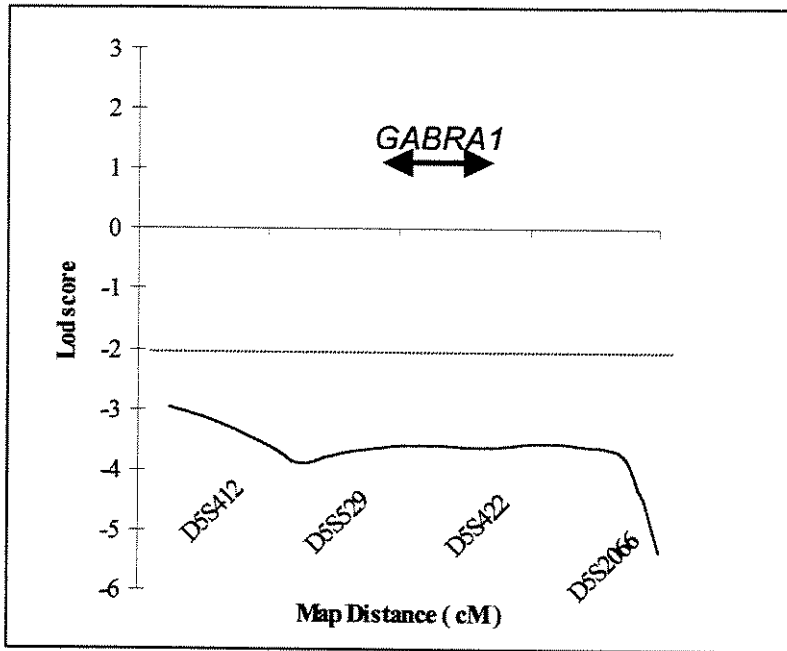 3
2
GABRA1
1
0
-1
-2
-3
-4
-5
-6
Lod score
D5S412
D5S529
D5S422
D5S2066
Map Distance ( cM)